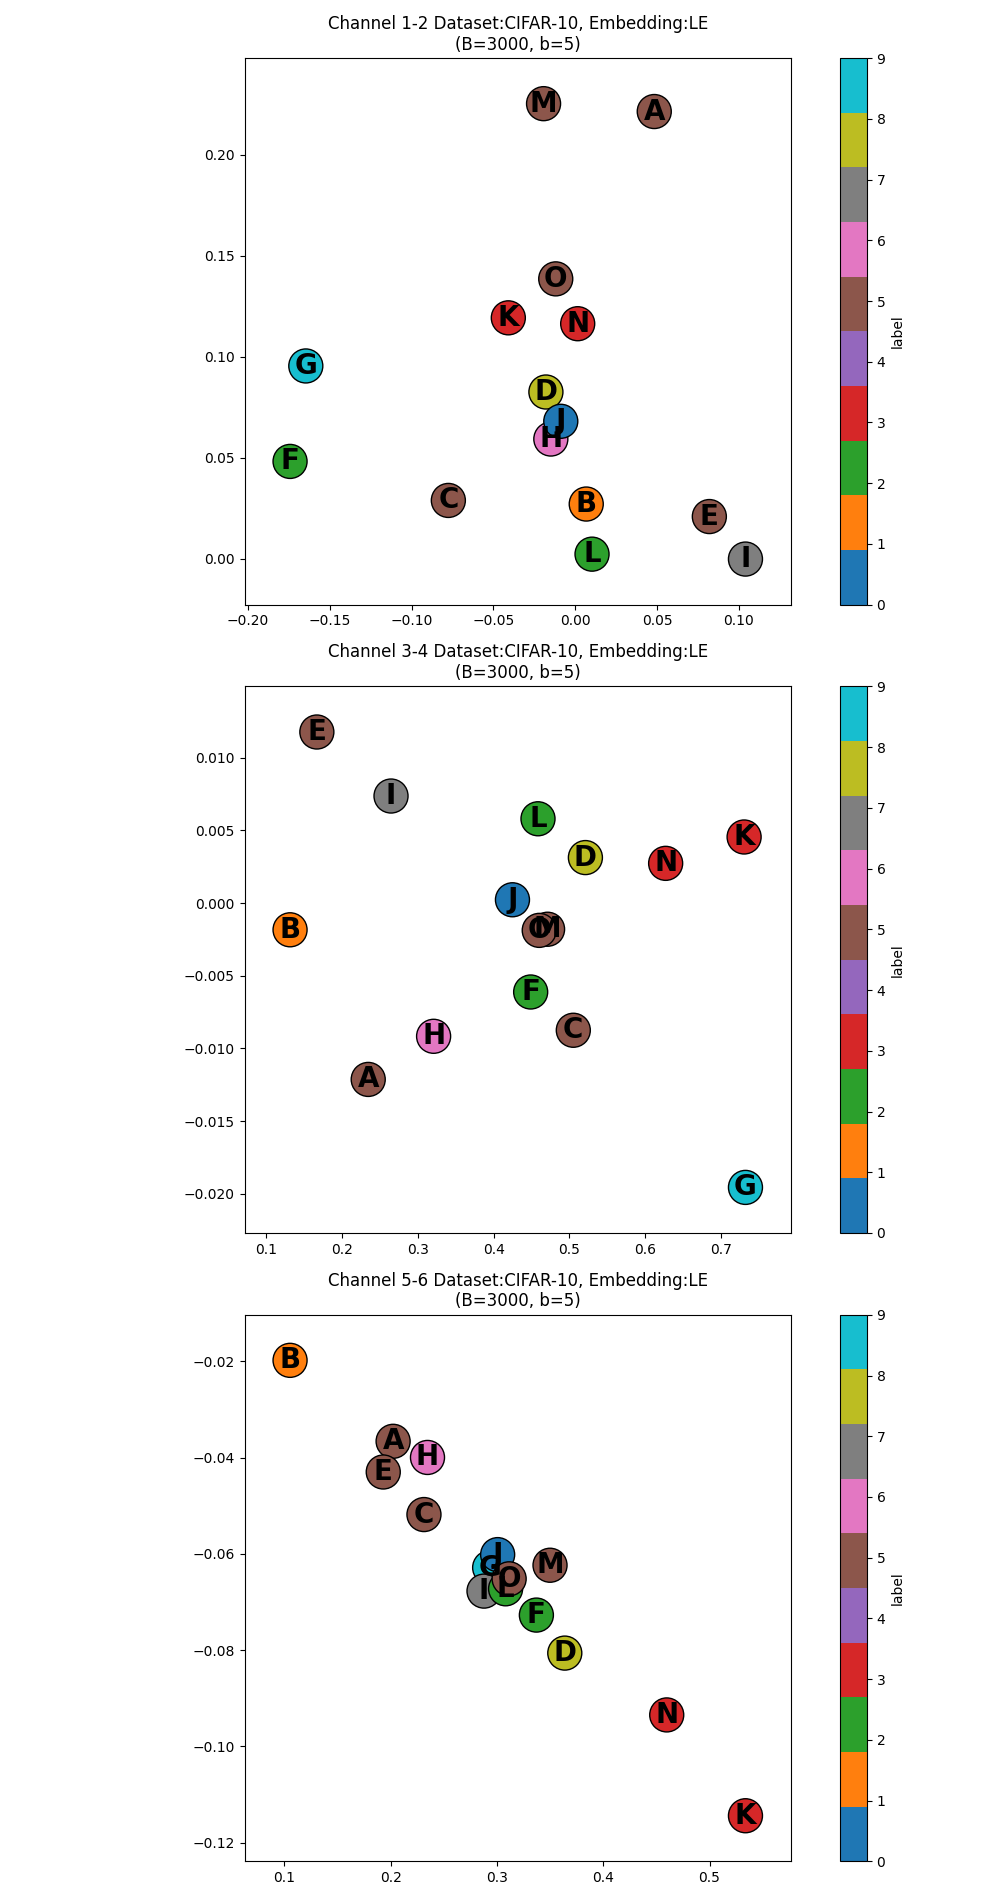 Channel 1-2 Dataset:CIFAR-10, Embedding:LE
(B=3000, b=5)
M
A
O
K
N
G
D
J
H
F
C
B
E
L
I
0.20
0.15
0.10
0.05
0.00
−0.20 −0.15 −0.10 −0.05 0.00 0.05 0.10
9
8
7
6
5
4
3
2
1
0
label
Channel 3-4 Dataset:CIFAR-10, Embedding:LE
(B=3000, b=5)
E
I
L
K
D
N
J
B
O
M
F
C
H
A
G
0.010
0.005
0.000
−0.005
−0.010
−0.015
−0.020
0.1 0.2 0.3 0.4 0.5 0.6 0.7
9
8
7
6
5
4
3
2
1
0
label
Channel 5-6 Dataset:CIFAR-10, Embedding:LE
(B=3000, b=5)
B
A
H
E
C
J
G
M
O
I
L
F
D
N
K
−0.02
−0.04
−0.06
−0.08
−0.10
−0.12
0.1 0.2 0.3 0.4 0.5
9
8
7
6
5
4
3
2
1
0
label